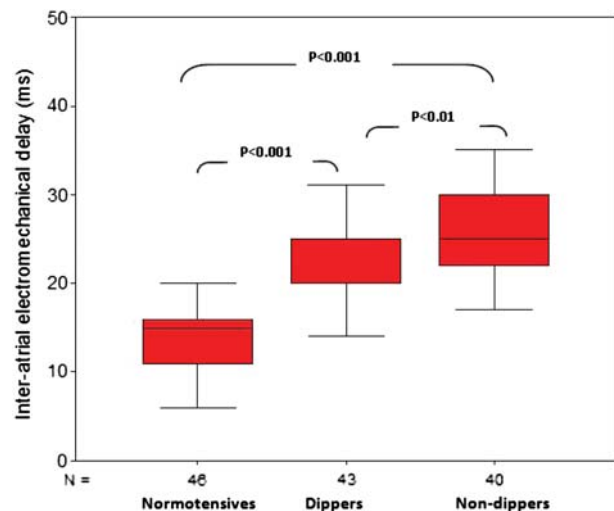 50
40
30
20
10
0
Inter-atrial electromechanical delay (ms)
P<0.001
P<0.01
P<0.001
N = 46 43 40
Normotensives Dippers Non-dippers